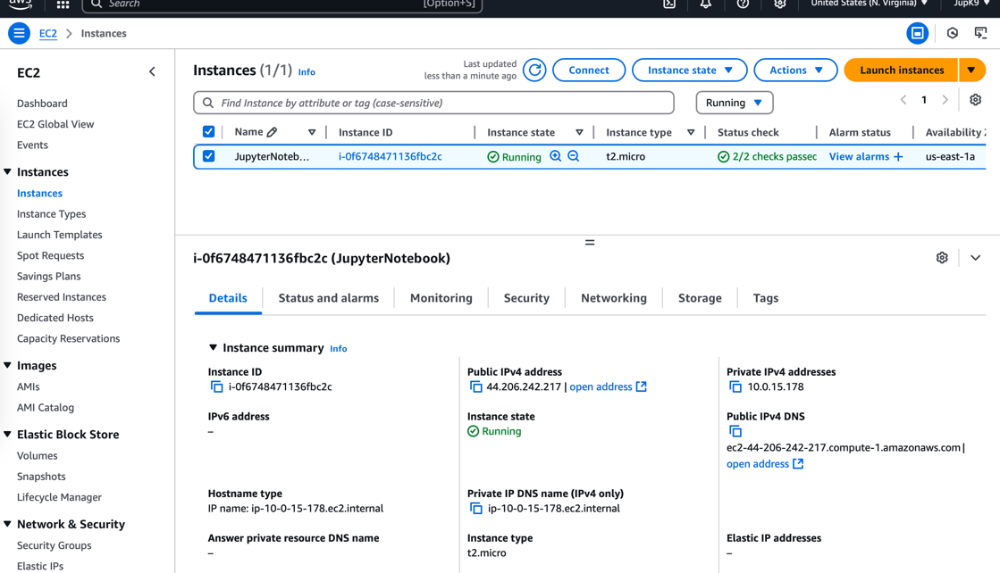 aws
Search
[Option+S]
United States (N. Virginia)
JupK9
EC2 > Instances
EC2
Dashboard
EC2 Global View
Events
Instances
Instances
Instance Types
Launch Templates
Spot Requests
Savings Plans
Reserved Instances
Dedicated Hosts
Capacity Reservations
Images
AMIs
AMI Catalog
Elastic Block Store
Volumes
Snapshots
Lifecycle Manager
Network & Security
Security Groups
Elastic IPs
Instances (1/1) Info
Last updated
less than a minute ago
Connect
Instance state
Actions
Launch instances
Find Instance by attribute or tag (case-sensitive)
Running
1
Name Instance ID Instance state Instance type Status check Alarm status Availability
JupyterNoteb... i-0f6748471136fbc2c Running t2.micro 2/2 checks passec View alarms + us-east-1a
i-0f6748471136fbc2c (JupyterNotebook)
Details Status and alarms Monitoring Security Networking Storage Tags
Instance summary Info
Instance ID
i-0f6748471136fbc2c
Public IPv4 address
44.206.242.217 | open address
Private IPv4 addresses
10.0.15.178
IPv6 address
–
Instance state
Running
Public IPv4 DNS
ec2-44-206-242-217.compute-1.amazonaws.com |
open address
Hostname type
IP name: ip-10-0-15-178.ec2.internal
Private IP DNS name (IPv4 only)
ip-10-0-15-178.ec2.internal
Answer private resource DNS name
–
Instance type
t2.micro
Elastic IP addresses
–